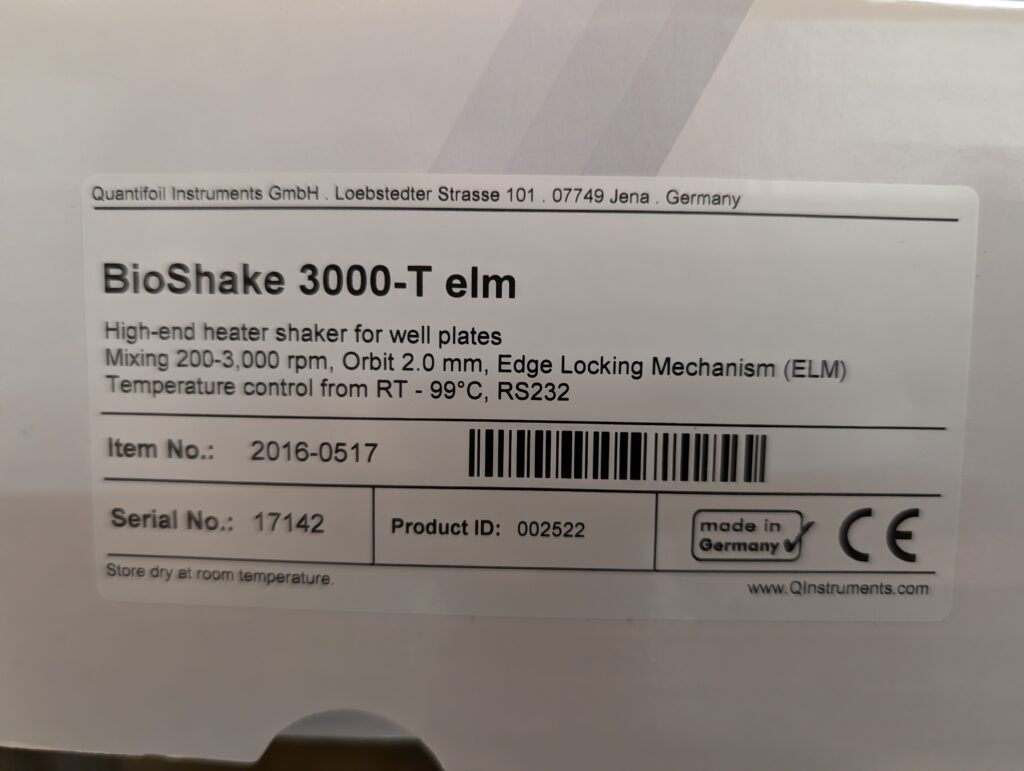 Quantifoil Instruments GmbH . Loebstedter Strasse 101 . 07749 Jena . Germany
BioShake 3000-T elm
High-end heater shaker for well plates
Mixing 200-3,000 rpm, Orbit 2.0 mm, Edge Locking Mechanism (ELM)
Temperature control from RT - 99°C, RS232
Item No.: 2016-0517
Serial No.: 17142 Product ID: 002522 made in Germany CE
Store dry at room temperature.
www.QInstruments.com